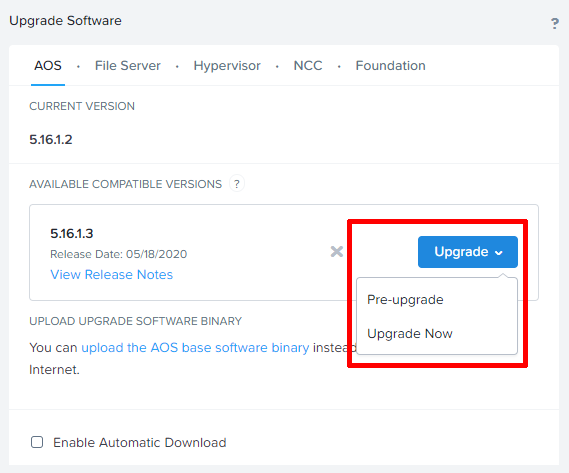 Upgrade Software
?
AOS · File Server · Hypervisor · NCC · Foundation
CURRENT VERSION
5.16.1.2
AVAILABLE COMPATIBLE VERSIONS ?
5.16.1.3
Release Date: 05/18/2020
View Release Notes
Upgrade
Pre-upgrade
Upgrade Now
UPLOAD UPGRADE SOFTWARE BINARY
You can upload the AOS base software binary instead
Internet.
Enable Automatic Download